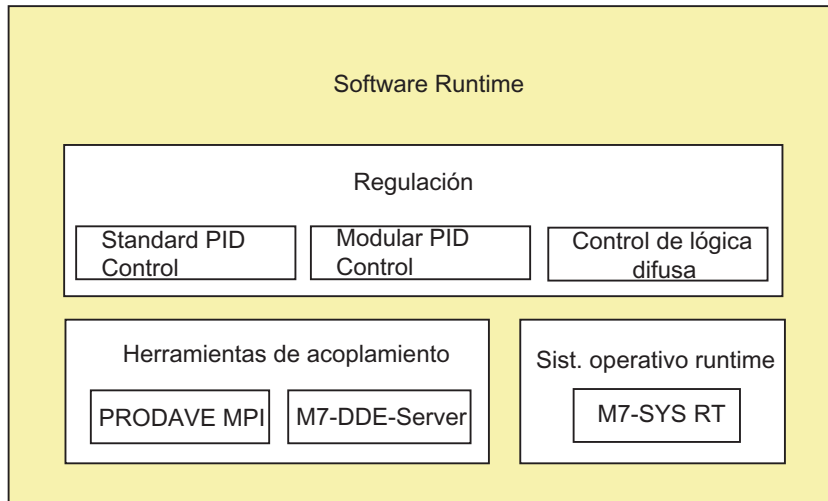 Software Runtime
Regulación
Standard PID
Control
Modular PID
Control
Control de lógica
difusa
Herramientas de acoplamiento
PRODAVE MPI
M7-DDE-Server
Sist. operativo runtime
M7-SYS RT